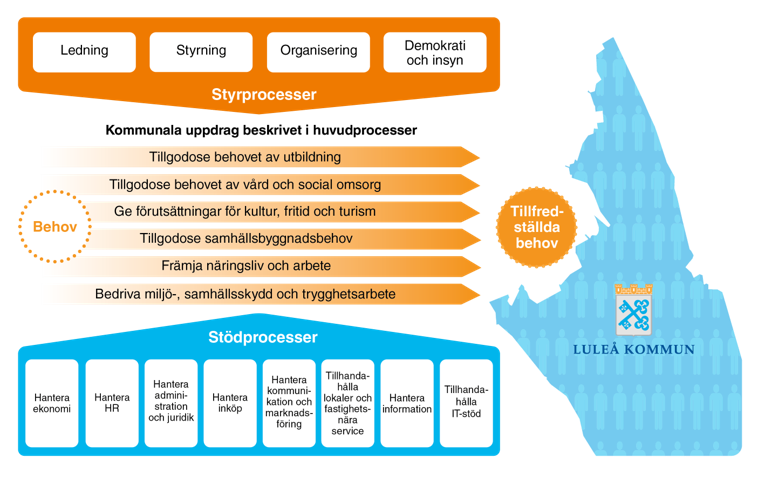 Ledning
Styrning
Organisering
Demokrati
och insyn
Styrprocesser
Kommunala uppdrag beskrivet i huvudprocesser
Tillgodose behovet av utbildning
Tillgodose behovet av vård och social omsorg
Ge förutsättningar för kultur, fritid och turism
Tillgodose samhällsbyggnadsbehov
Främja näringsliv och arbete
Bedriva miljö-, samhällsskydd och trygghetsarbete
Behov
Tillfred-
ställda
behov
LULEÅ KOMMUN
Stödprocesser
Hantera
ekonomi
Hantera
HR
Hantera
admini-
stration
och juridik
Hantera
inköp
Hantera
kommuni-
kation och
marknads-
föring
Tillhanda-
hålla
lokaler och
fastighets-
nära
service
Hantera
information
Tillhanda-
hålla
IT-stöd